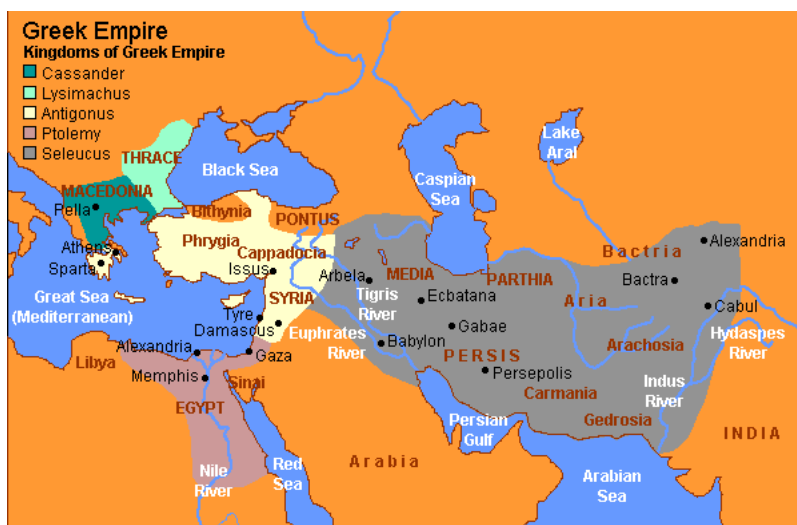 Greek Empire
Kingdoms of Greek Empire
Cassander
Lysimachus
Antigonus
Ptolemy
Seleucus
THRACE
Black Sea
MACEDONIA
Pella
Bithynia
PONTUS
Athens
Phrygia
Cappadocia
Sparta
Issus
Great Sea
(Mediterranean)
SYRIA
Tyre
Damascus
Alexandria
Gaza
Libya
Memphis
Sinai
EGYPT
Nile
River
Red
Sea
Caspian
Sea
Lake
Araf
Arbela
MEDIA
Tigris
River
Ecbatana
Euphrates
River
Babylon
Gabae
PERSIS
Persepolis
Persian
Gulf
Arabia
PARTHIA
Bactria
Alexandria
Bactra
Aria
Cabul
Hydaspes
River
Arachosia
Indus
River
Carmania
Gedrosia
INDIA
Arabian
Sea